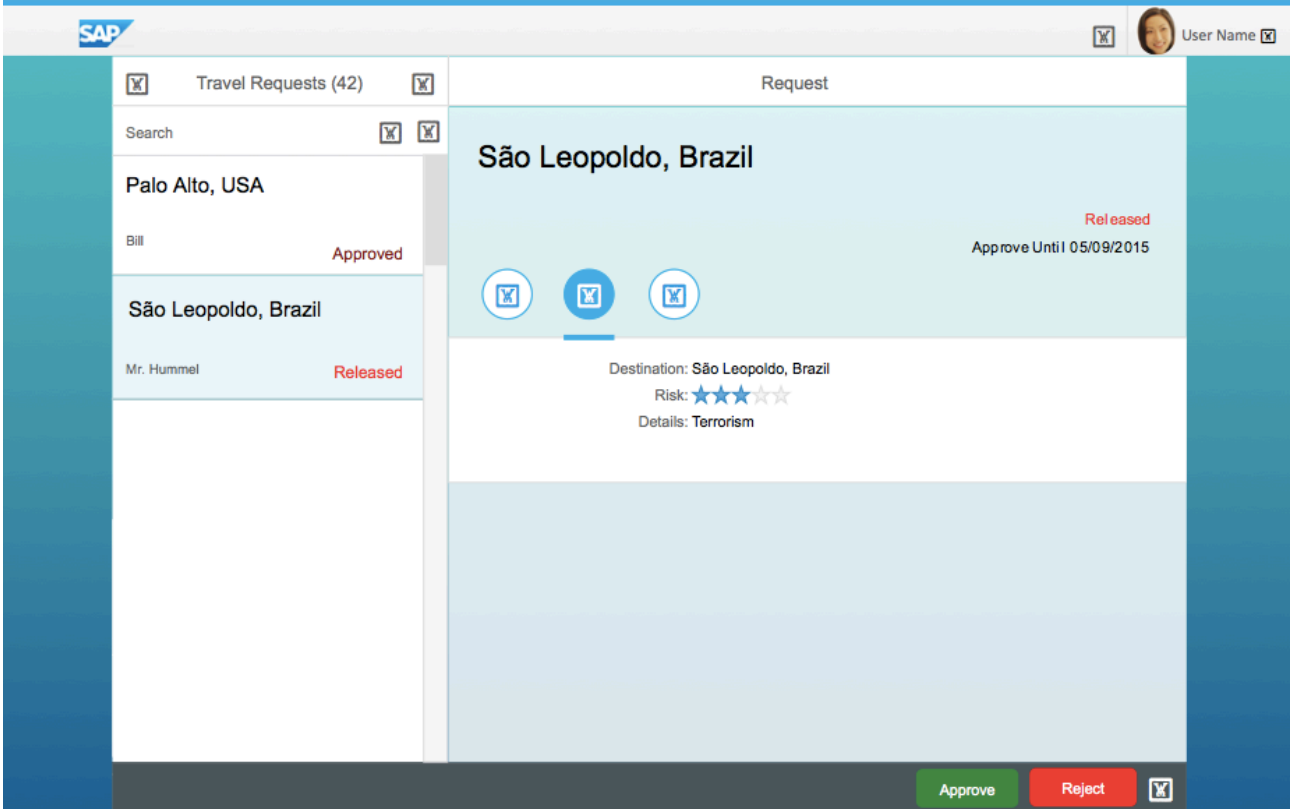 SAP
User Name
Travel Requests (42)
Request
Search
São Leopoldo, Brazil
Palo Alto, USA
Released
Bill
Approved
Approve Until 05/09/2015
São Leopoldo, Brazil
Mr. Hummel
Released
Destination: São Leopoldo, Brazil
Risk:
Details: Terrorism
Approve
Reject